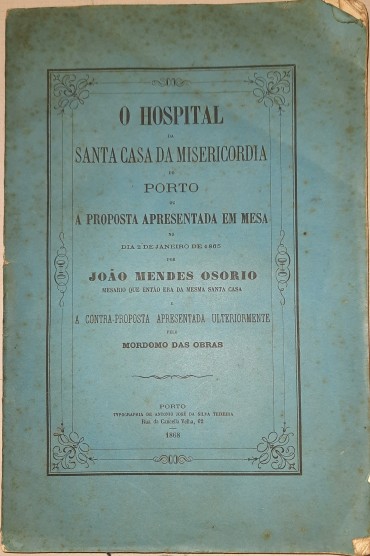 O HOSPITAL
DA
SANTA CASA DA MISERICORDIA
DO
PORTO
A PROPOSTA APRESENTADA EM MESA
NO
DIA 2 DE JANEIRO DE
POR
JOÃO MENDES OSORIO
MESARIO QUE ENTÃO ERA DA MESMA SANTA CASA
E
A CONTRA-PROPOSTA APRESENTADA ULTERIORMENTE
PELO
MORDOMO DAS OBRAS
PORTO
TYPOGRAPHIA DE ANTONIO JOSÉ DA SILVA TEIXEIRA
Rua da Cancella Velha, 62
1868